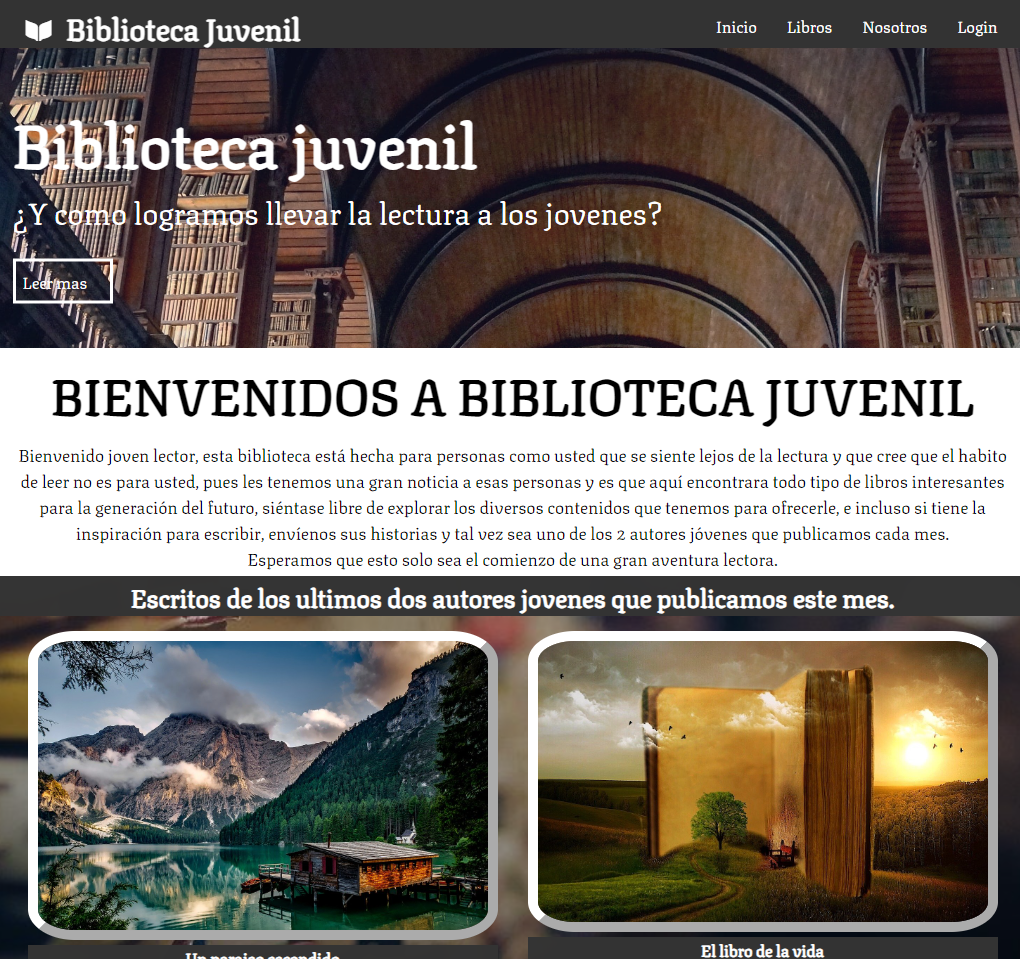 Biblioteca Juvenil
Inicio Libros Nosotros Login
Biblioteca juvenil
¿Y como logramos llevar la lectura a los jovenes?
Leer mas
BIENVENIDOS A BIBLIOTECA JUVENIL
Bienvenido joven lector, esta biblioteca está hecha para personas como usted que se siente lejos de la lectura y que cree que el habito
de leer no es para usted, pues les tenemos una gran noticia a esas personas y es que aquí encontrara todo tipo de libros interesantes
para la generación del futuro, siéntase libre de explorar los diversos contenidos que tenemos para ofrecerle, e incluso si tiene la
inspiración para escribir, envíenos sus historias y tal vez sea uno de los 2 autores jóvenes que publicamos cada mes.
Esperamos que esto solo sea el comienzo de una gran aventura lectora.
Escritos de los ultimos dos autores jovenes que publicamos este mes.
Un paraiso escondido
El libro de la vida